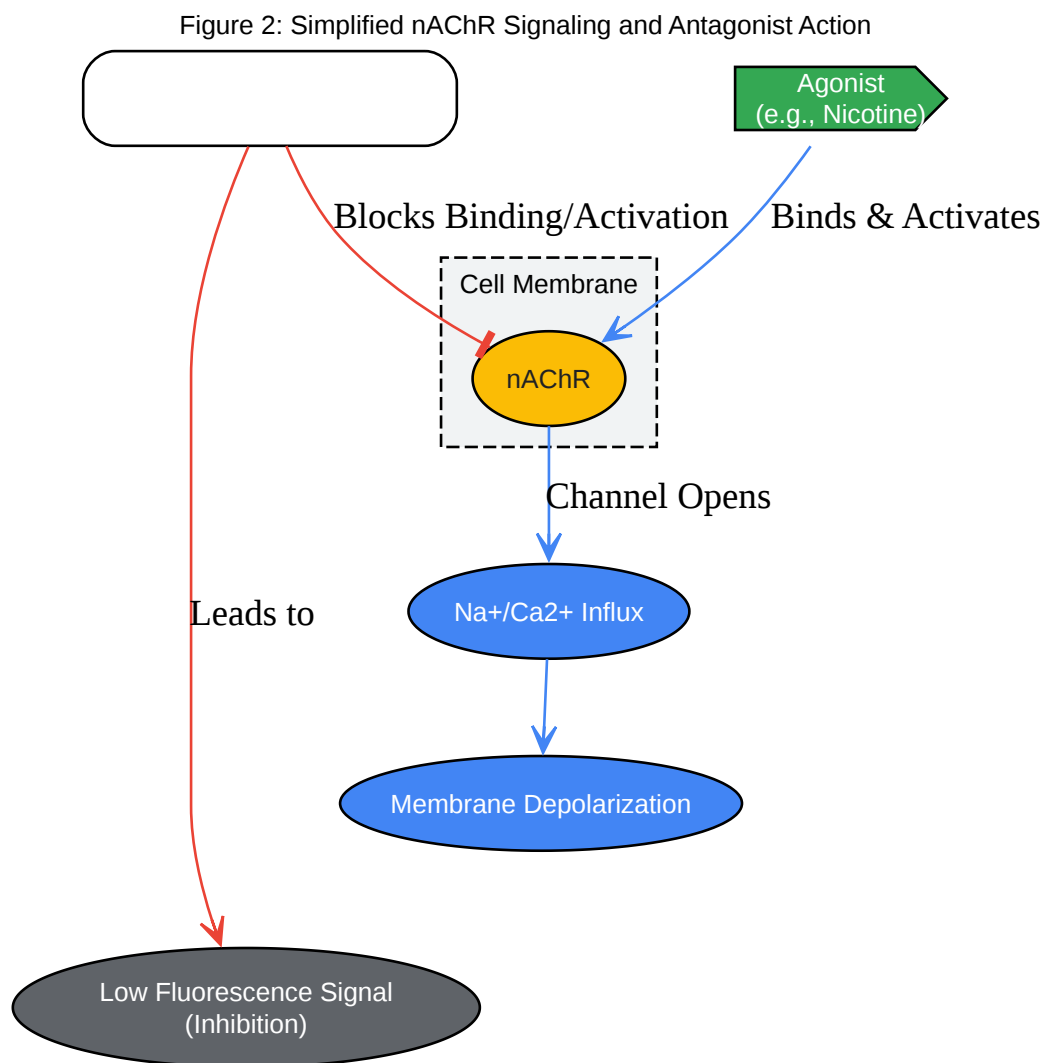 Figure 2: Simplified nAChR Signaling and Antagonist Action
Agonist
(e.g., Nicotine)
Blocks Binding/Activation
Binds & Activates
Cell Membrane
nAChR
Channel Opens
Na+/Ca2+ Influx
Leads to
Membrane Depolarization
Low Fluorescence Signal
(Inhibition)